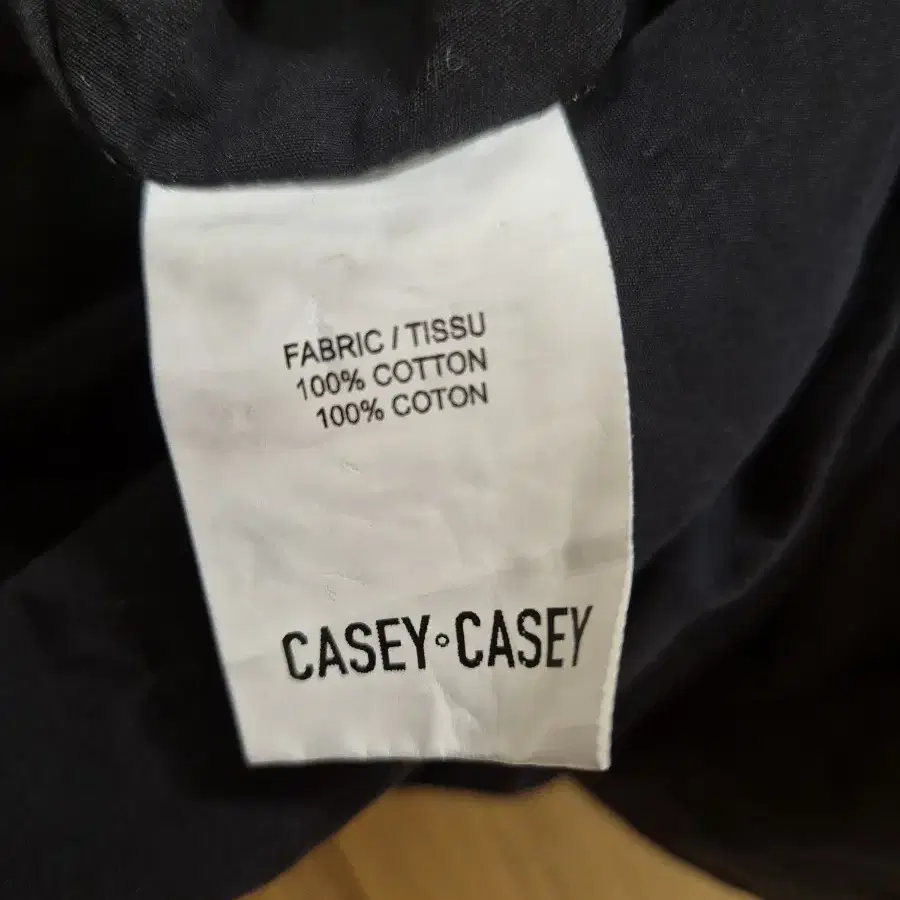 FABRIC / TISSU
100% COTTON
100% COTON
CASEY°CASEY